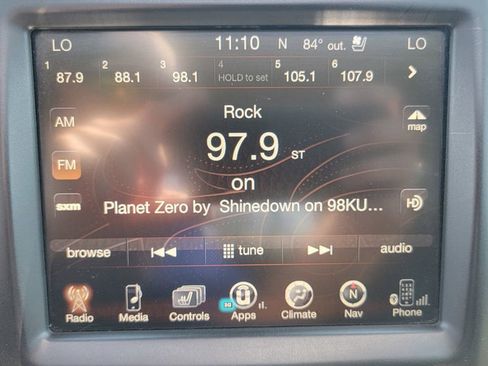 LO 11:10 N 84° out. LO
1 2 3 4 5 6
87.9 88.1 98.1 HOLD to set 105.1 107.9
Rock
AM
map
97.9 ST
FM
on
sxm Planet Zero by Shinedown on 98KU... HD
browse tune audio
Radio Media Controls Apps Climate Nav Phone